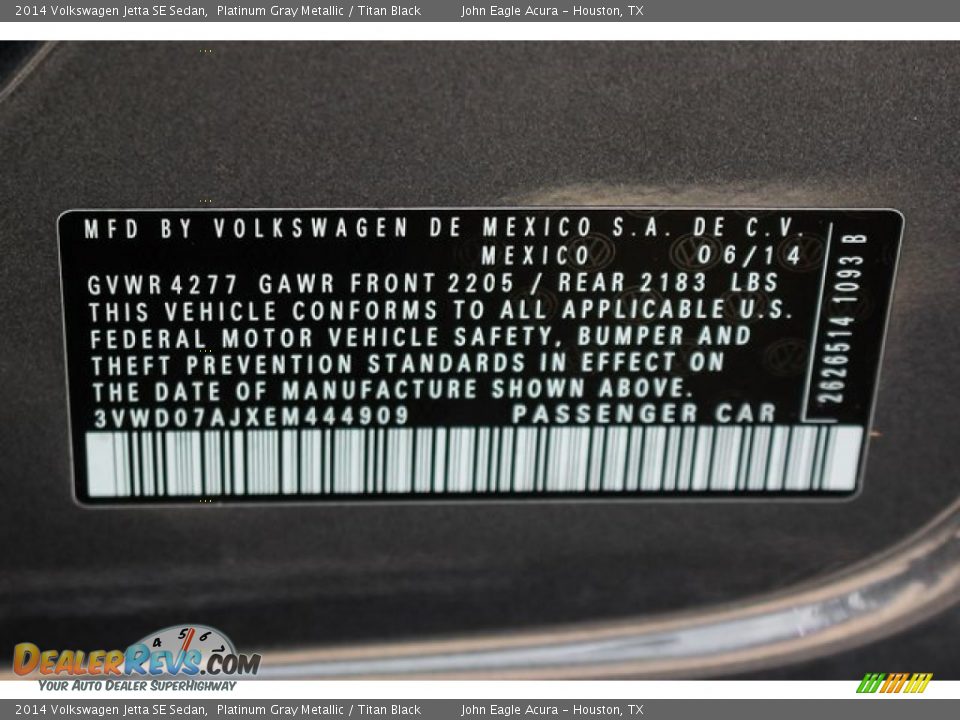 2014 Volkswagen Jetta SE Sedan, Platinum Gray Metallic / Titan Black John Eagle Acura - Houston, TX
MFD BY VOLKSWAGEN DE MEXICO S.A. DE C.V.
MEXICO 06/14
GVWR 4277 GAWR FRONT 2205 / REAR 2183 LBS
THIS VEHICLE CONFORMS TO ALL APPLICABLE U.S.
FEDERAL MOTOR VEHICLE SAFETY, BUMPER AND
THEFT PREVENTION STANDARDS IN EFFECT ON
THE DATE OF MANUFACTURE SHOWN ABOVE.
3VWD07AJXEM444909 PASSENGER CAR
2626514 1093 B
4 5 6 7
DEALERREVS.COM
YOUR AUTO DEALER SUPERHIGHWAY
2014 Volkswagen Jetta SE Sedan, Platinum Gray Metallic / Titan Black John Eagle Acura - Houston, TX